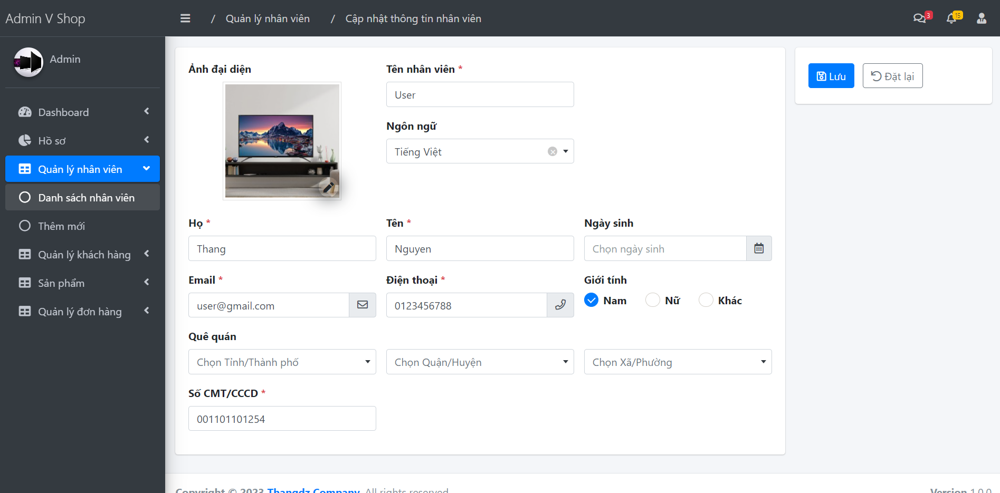 Admin V Shop
/ Quản lý nhân viên / Cập nhật thông tin nhân viên
3
15
Admin
Dashboard
Hồ sơ
Quản lý nhân viên
Danh sách nhân viên
Thêm mới
Quản lý khách hàng
Sản phẩm
Quản lý đơn hàng
Ảnh đại diện
Tên nhân viên *
User
Ngôn ngữ
Tiếng Việt
Họ *
Thang
Tên *
Nguyen
Ngày sinh
Chọn ngày sinh
Email *
user@gmail.com
Điện thoại *
0123456788
Giới tính
Nam Nữ Khác
Quê quán
Chọn Tỉnh/Thành phố
Chọn Quận/Huyện
Chọn Xã/Phường
Số CMT/CCCD *
001101101254
Lưu
Đặt lại
Copyright © 2023 Thangdz Company. All rights reserved.
Version 1.0.0